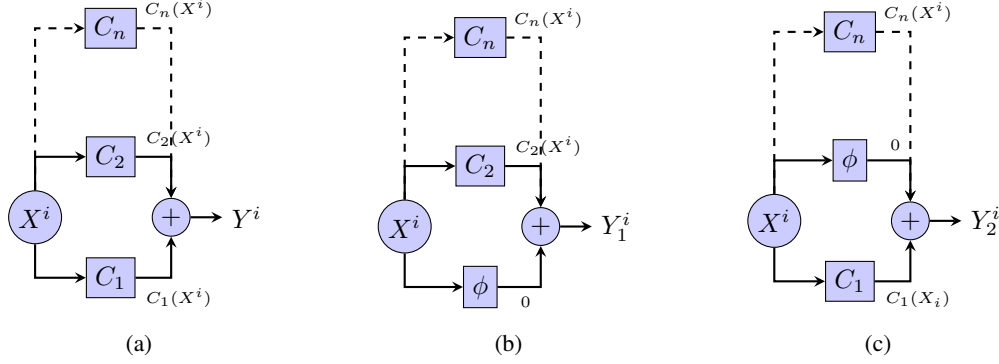 C_n(X^i)
C_n
C_2(X^i)
C_2
X^i
+
Y^i
C_1
C_1(X^i)
(a)
C_n(X^i)
C_n
C_2(X^i)
C_2
X^i
+
Y_1^i
ϕ
0
(b)
C_n(X^i)
C_n
0
ϕ
X^i
+
Y_2^i
C_1
C_1(X_i)
(c)